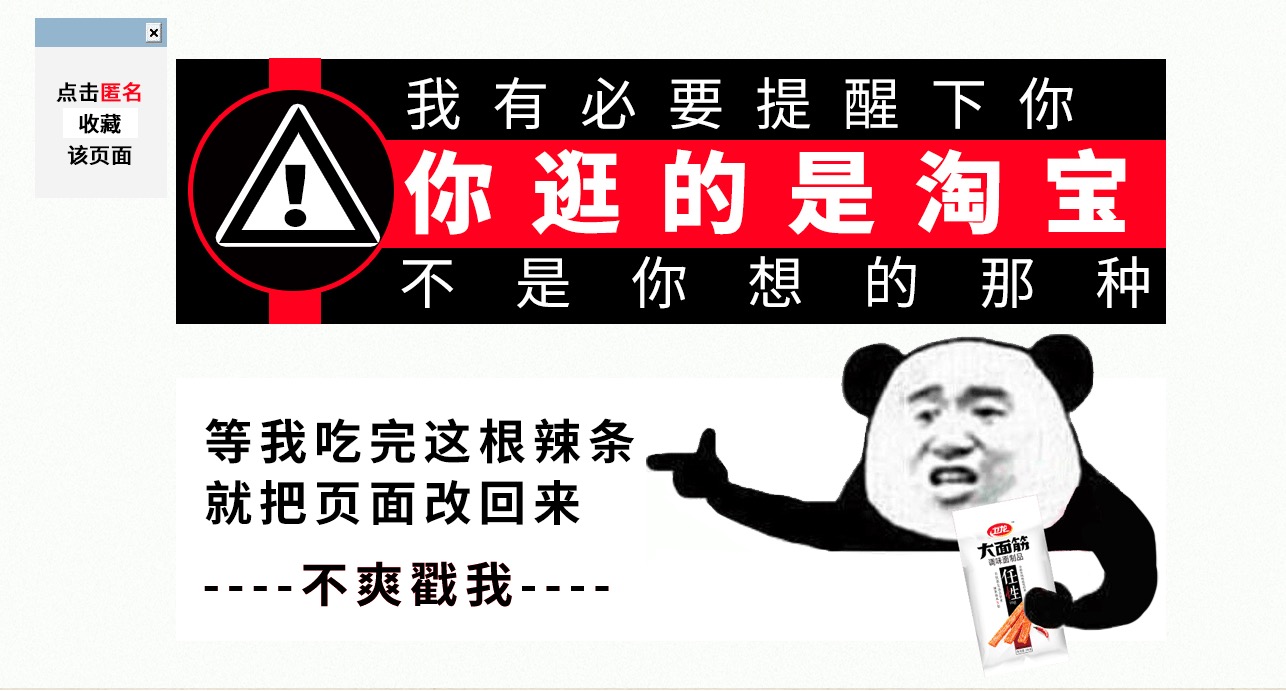 点击匿名
收藏
该页面
我有必要提醒下你
你逛的是淘宝
不是你想的那种
等我吃完这根辣条
就把页面改回来
----不爽戳我----
卫龙
大面筋
调味面制品